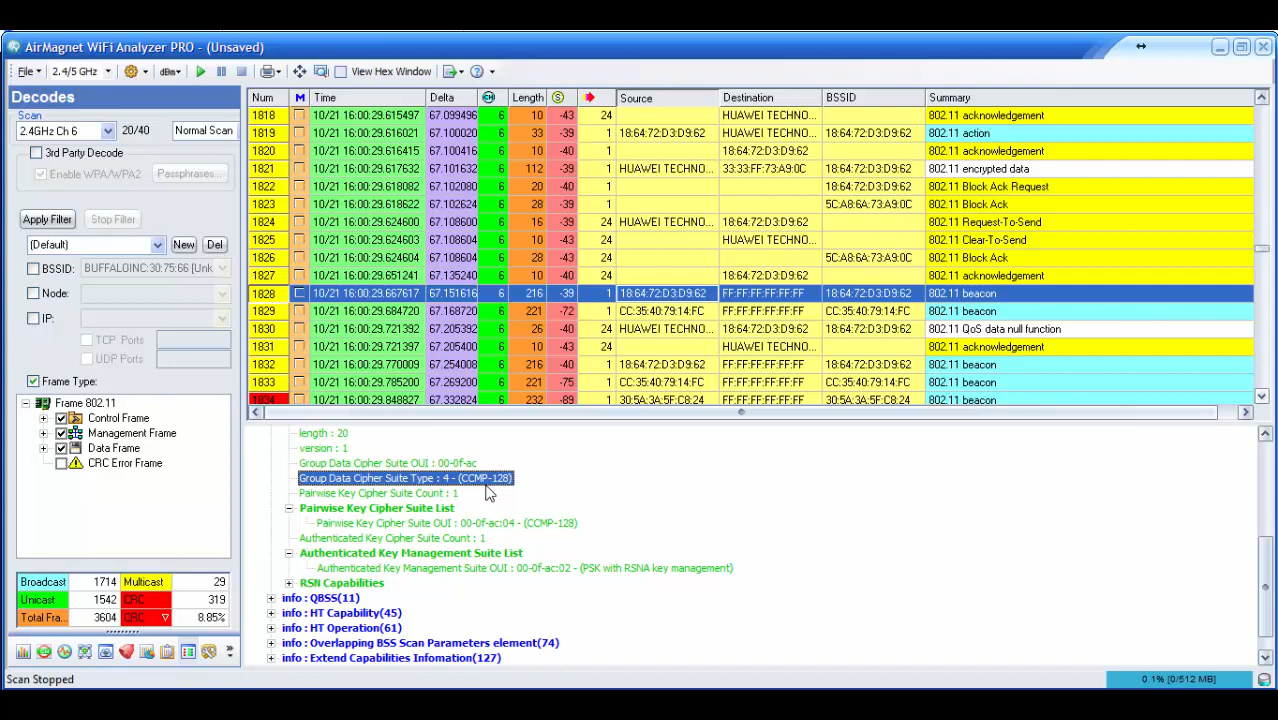 AirMagnet WiFi Analyzer PRO - (Unsaved)
File 2.4/5 GHz dBm View Hex Window
Decodes
Scan
2.4GHz Ch 6 20/40 Normal Scan
3rd Party Decode
Enable WPA/WPA2 Passphrases...
Apply Filter Stop Filter
(Default) New Del
BSSID: BUFFALOINC:30:75:66 [Unk
Node:
IP:
TCP Ports
UDP Ports
Frame Type:
Frame 802.11
Control Frame
Management Frame
Data Frame
CRC Error Frame
Broadcast 1714 Multicast 29
Unicast 1542 CRC 319
Total Fra... 3604 CRC 8.85%
Num M Time Delta CH Length S Source Destination BSSID Summary
1818 10/21 16:00:29.615497 67.099496 6 10 -43 24 HUAWEI TECHNO... 802.11 acknowledgement
1819 10/21 16:00:29.616021 67.100020 6 33 -39 1 18:64:72:D3:D9:62 HUAWEI TECHNO... 18:64:72:D3:D9:62 802.11 action
1820 10/21 16:00:29.616415 67.100416 6 10 -40 1 18:64:72:D3:D9:62 802.11 acknowledgement
1821 10/21 16:00:29.617632 67.101632 6 112 -39 1 HUAWEI TECHNO... 33:33:FF:73:A9:0C 18:64:72:D3:D9:62 802.11 encrypted data
1822 10/21 16:00:29.618082 67.102080 6 20 -40 1 18:64:72:D3:D9:62 802.11 Block Ack Request
1823 10/21 16:00:29.618382 67.102624 6 28 -39 1 5C:A8:6A:73:A9:0C 802.11 Block Ack
1824 10/21 16:00:29.624600 67.108600 6 16 -39 24 HUAWEI TECHNO... 18:64:72:D3:D9:62 802.11 Request-To-Send
1825 10/21 16:00:29.624603 67.108604 6 10 -40 24 HUAWEI TECHNO... 802.11 Clear-To-Send
1826 10/21 16:00:29.624606 67.108606 6 28 -43 24 5C:A8:6A:73:A9:0C 802.11 Block Ack
1827 10/21 16:00:29.651241 67.135240 6 10 -40 24 18:64:72:D3:D9:62 802.11 acknowledgement
1828 10/21 16:00:29.667617 67.151616 6 216 -39 1 18:64:72:D3:D9:62 FF:FF:FF:FF:FF:FF 18:64:72:D3:D9:62 802.11 beacon
1829 10/21 16:00:29.684720 67.168720 6 221 -72 1 CC:35:40:79:14:FC FF:FF:FF:FF:FF:FF CC:35:40:79:14:FC 802.11 beacon
1830 10/21 16:00:29.721392 67.205392 6 26 -40 24 HUAWEI TECHNO... 18:64:72:D3:D9:62 18:64:72:D3:D9:62 802.11 QoS data null function
1831 10/21 16:00:29.721397 67.205400 6 10 -43 24 HUAWEI TECHNO... 802.11 acknowledgement
1832 10/21 16:00:29.770009 67.254008 6 216 -40 1 18:64:72:D3:D9:62 FF:FF:FF:FF:FF:FF 18:64:72:D3:D9:62 802.11 beacon
1833 10/21 16:00:29.785200 67.269200 6 221 -75 1 CC:35:40:79:14:FC FF:FF:FF:FF:FF:FF CC:35:40:79:14:FC 802.11 beacon
1834 10/21 16:00:29.848827 67.332824 6 232 -89 1 30:5A:3A:5F:C8:24 FF:FF:FF:FF:FF:FF 30:5A:3A:5F:C8:24 802.11 beacon
length : 20
version : 1
Group Data Cipher Suite OUI : 00-0f-ac
Group Data Cipher Suite Type : 4 - (CCMP-128)
Pairwise Key Cipher Suite Count : 1
Pairwise Key Cipher Suite List
Pairwise Key Cipher Suite OUI : 00-0f-ac:04 - (CCMP-128)
Authenticated Key Cipher Suite Count : 1
Authenticated Key Management Suite List
Authenticated Key Management Suite OUI : 00-0f-ac:02 - (PSK with RSNA key management)
RSN Capabilities
info : QBSS(11)
info : HT Capability(45)
info : HT Operation(61)
info : Overlapping BSS Scan Parameters element(74)
info : Extend Capabilities Infomation(127)
Scan Stopped
0.1% [0/512 MB]